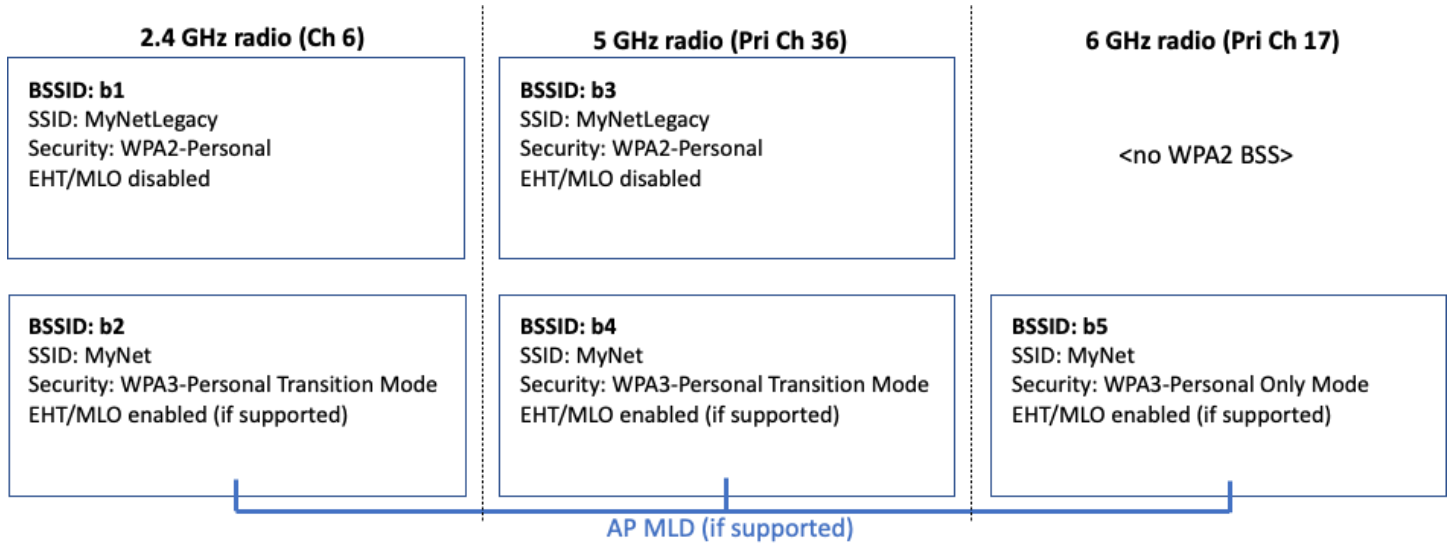 2.4 GHz radio (Ch 6)
5 GHz radio (Pri Ch 36)
6 GHz radio (Pri Ch 17)
BSSID: b1
SSID: MyNetLegacy
Security: WPA2-Personal
EHT/MLO disabled
BSSID: b3
SSID: MyNetLegacy
Security: WPA2-Personal
EHT/MLO disabled
<no WPA2 BSS>
BSSID: b2
SSID: MyNet
Security: WPA3-Personal Transition Mode
EHT/MLO enabled (if supported)
BSSID: b4
SSID: MyNet
Security: WPA3-Personal Transition Mode
EHT/MLO enabled (if supported)
BSSID: b5
SSID: MyNet
Security: WPA3-Personal Only Mode
EHT/MLO enabled (if supported)
AP MLD (if supported)